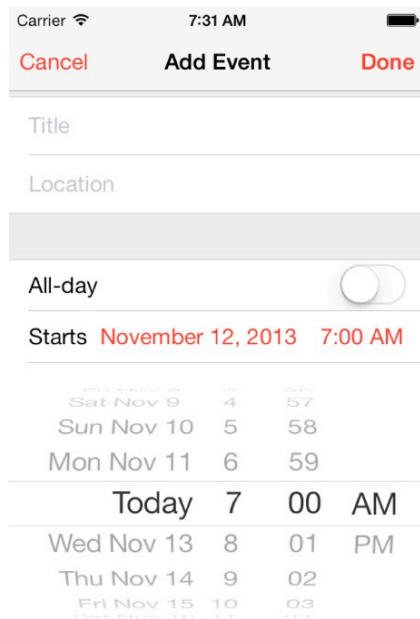 Carrier 7:31 AM
Cancel Add Event Done
Title
Location
All-day
Starts November 12, 2013 7:00 AM
Sat Nov 9 4 57
Sun Nov 10 5 58
Mon Nov 11 6 59
Today 7 00 AM
Wed Nov 13 8 01 PM
Thu Nov 14 9 02
Fri Nov 15 10 03